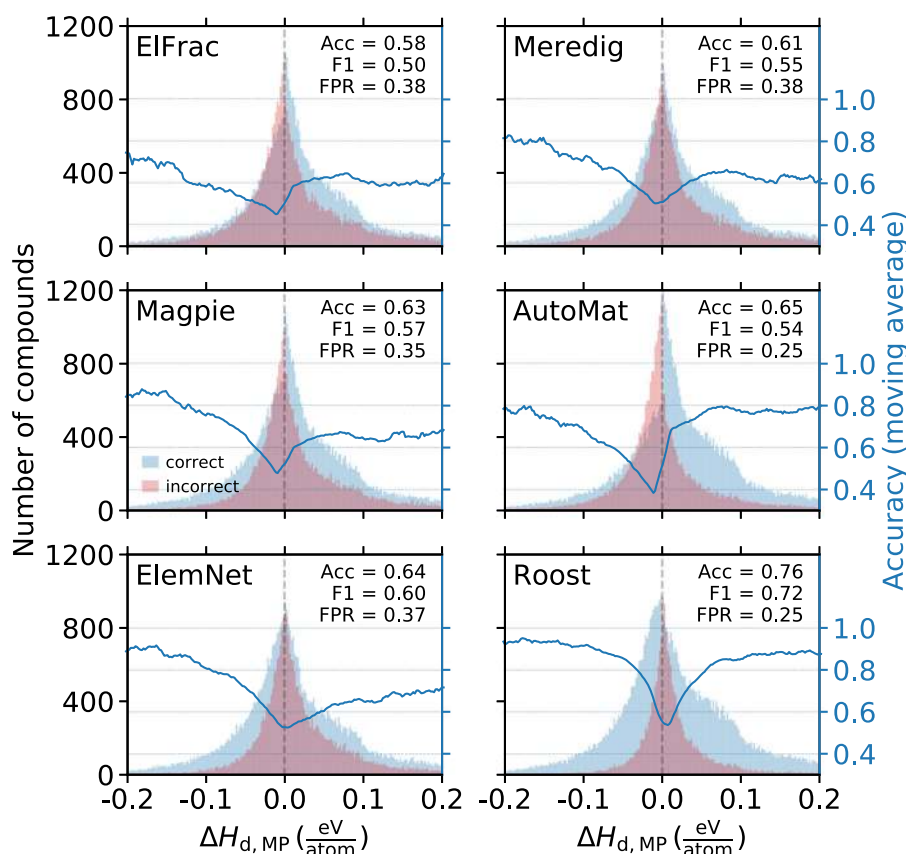 Number of compounds
Accuracy (moving average)
1200
800
400
0
ElFrac
Acc = 0.58
F1 = 0.50
FPR = 0.38
Meredig
Acc = 0.61
F1 = 0.55
FPR = 0.38
1.0
0.8
0.6
0.4
1200
800
400
0
Magpie
Acc = 0.63
F1 = 0.57
FPR = 0.35
correct
incorrect
AutoMat
Acc = 0.65
F1 = 0.54
FPR = 0.25
1.0
0.8
0.6
0.4
1200
800
400
0
ElemNet
Acc = 0.64
F1 = 0.60
FPR = 0.37
Roost
Acc = 0.76
F1 = 0.72
FPR = 0.25
1.0
0.8
0.6
0.4
-0.2 -0.1 0.0 0.1 0.2
-0.2 -0.1 0.0 0.1 0.2
ΔH_d, MP (eV/atom)
ΔH_d, MP (eV/atom)